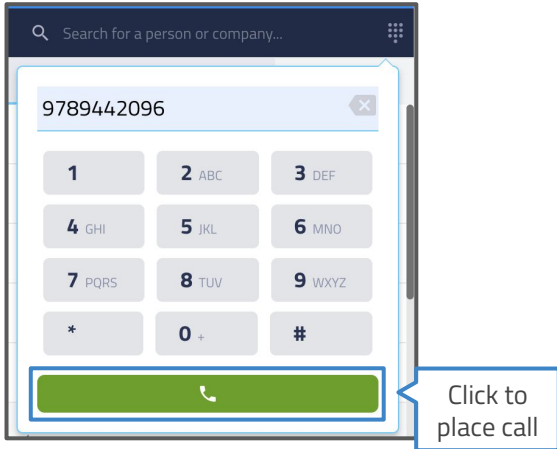 Search for a person or company...
9789442096
1 2 ABC 3 DEF
4 GHI 5 JKL 6 MNO
7 PQRS 8 TUV 9 WXYZ
* 0 + #
Click to
place call